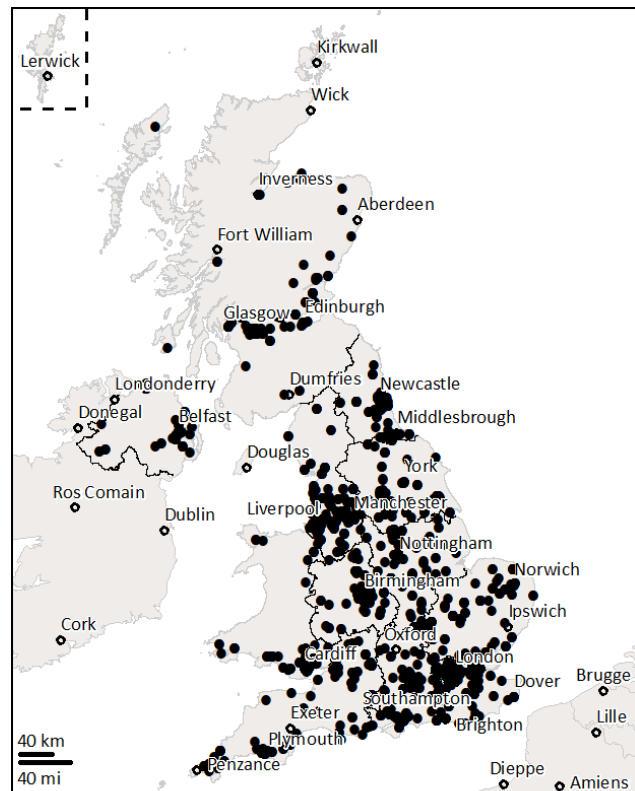 Kirkwall
Lerwick
Wick
Inverness
Aberdeen
Fort William
Glasgow
Edinburgh
Londonderry
Dumfries
Newcastle
Donegal
Belfast
Middlesbrough
Douglas
York
Ros Comain
Liverpool
Manchester
Dublin
Nottingham
Birmingham
Norwich
Ipswich
Cork
Oxford
Cardiff
London
Dover
Brugge
Southampton
Exeter
Brighton
Lille
Plymouth
40 km
Penzance
40 mi
Dieppe
Amiens